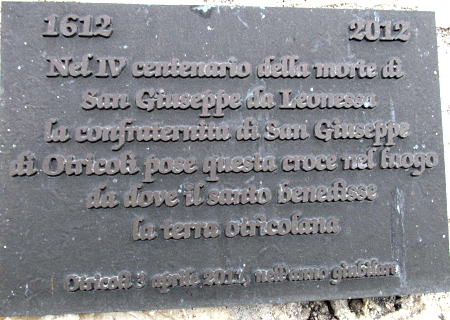 1612 2012
Nel IV centenario della morte di
San Giuseppe da Leonessa
la confraternita di San Giuseppe
di Otricoli pose questa croce nel luogo
da dove il santo benedisse
la terra otricolana
Otricoli 3 aprile 2012, nell'anno giubilare